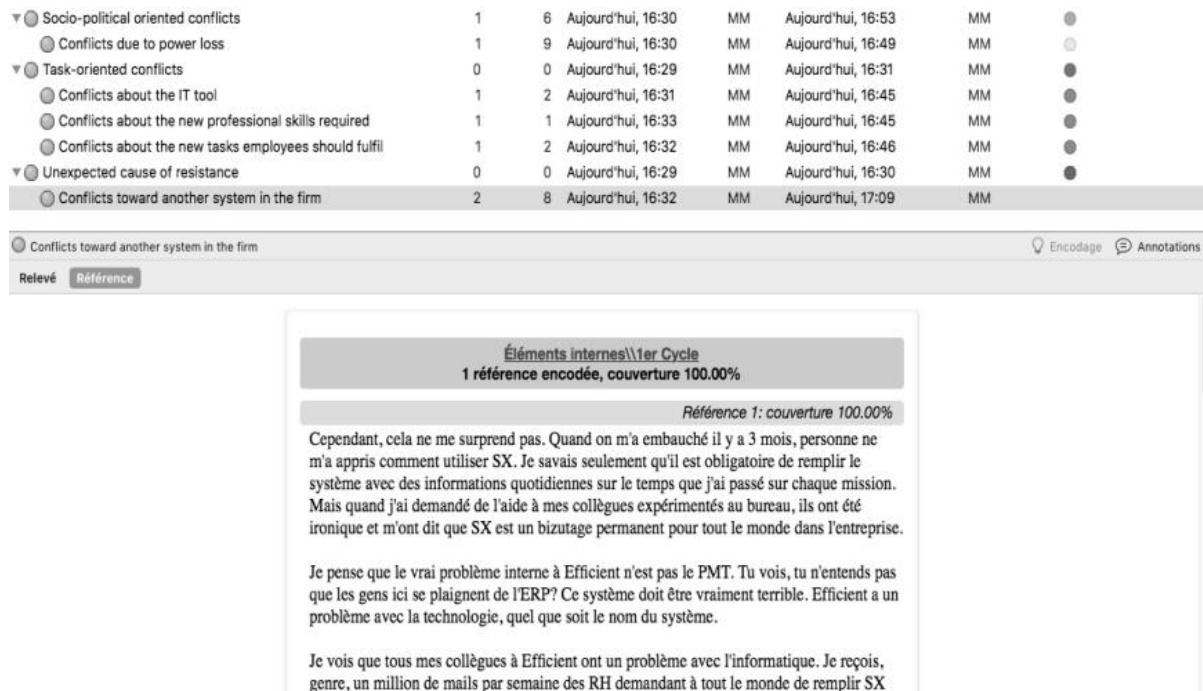 Socio-political oriented conflicts 1 6 Aujourd'hui, 16:30 MM Aujourd'hui, 16:53 MM
Conflicts due to power loss 1 9 Aujourd'hui, 16:30 MM Aujourd'hui, 16:49 MM
Task-oriented conflicts 0 0 Aujourd'hui, 16:29 MM Aujourd'hui, 16:31 MM
Conflicts about the IT tool 1 2 Aujourd'hui, 16:31 MM Aujourd'hui, 16:45 MM
Conflicts about the new professional skills required 1 1 Aujourd'hui, 16:33 MM Aujourd'hui, 16:45 MM
Conflicts about the new tasks employees should fulfil 1 2 Aujourd'hui, 16:32 MM Aujourd'hui, 16:46 MM
Unexpected cause of resistance 0 0 Aujourd'hui, 16:29 MM Aujourd'hui, 16:30 MM
Conflicts toward another system in the firm 2 8 Aujourd'hui, 16:32 MM Aujourd'hui, 17:09 MM
Conflicts toward another system in the firm Encodage Annotations
Relevé Référence
Éléments internes\\1er Cycle
1 référence encodée, couverture 100.00%
Référence 1: couverture 100.00%
Cependant, cela ne me surprend pas. Quand on m'a embauché il y a 3 mois, personne ne
m'a appris comment utiliser SX. Je savais seulement qu'il est obligatoire de remplir le
système avec des informations quotidiennes sur le temps que j'ai passé sur chaque mission.
Mais quand j'ai demandé de l'aide à mes collègues expérimentés au bureau, ils ont été
ironique et m'ont dit que SX est un bizutage permanent pour tout le monde dans l'entreprise.
Je pense que le vrai problème interne à Efficient n'est pas le PMT. Tu vois, tu n'entends pas
que les gens ici se plaignent de l'ERP? Ce système doit être vraiment terrible. Efficient a un
problème avec la technologie, quel que soit le nom du système.
Je vois que tous mes collègues à Efficient ont un problème avec l'informatique. Je reçois,
genre, un million de mails par semaine des RH demandant à tout le monde de remplir SX